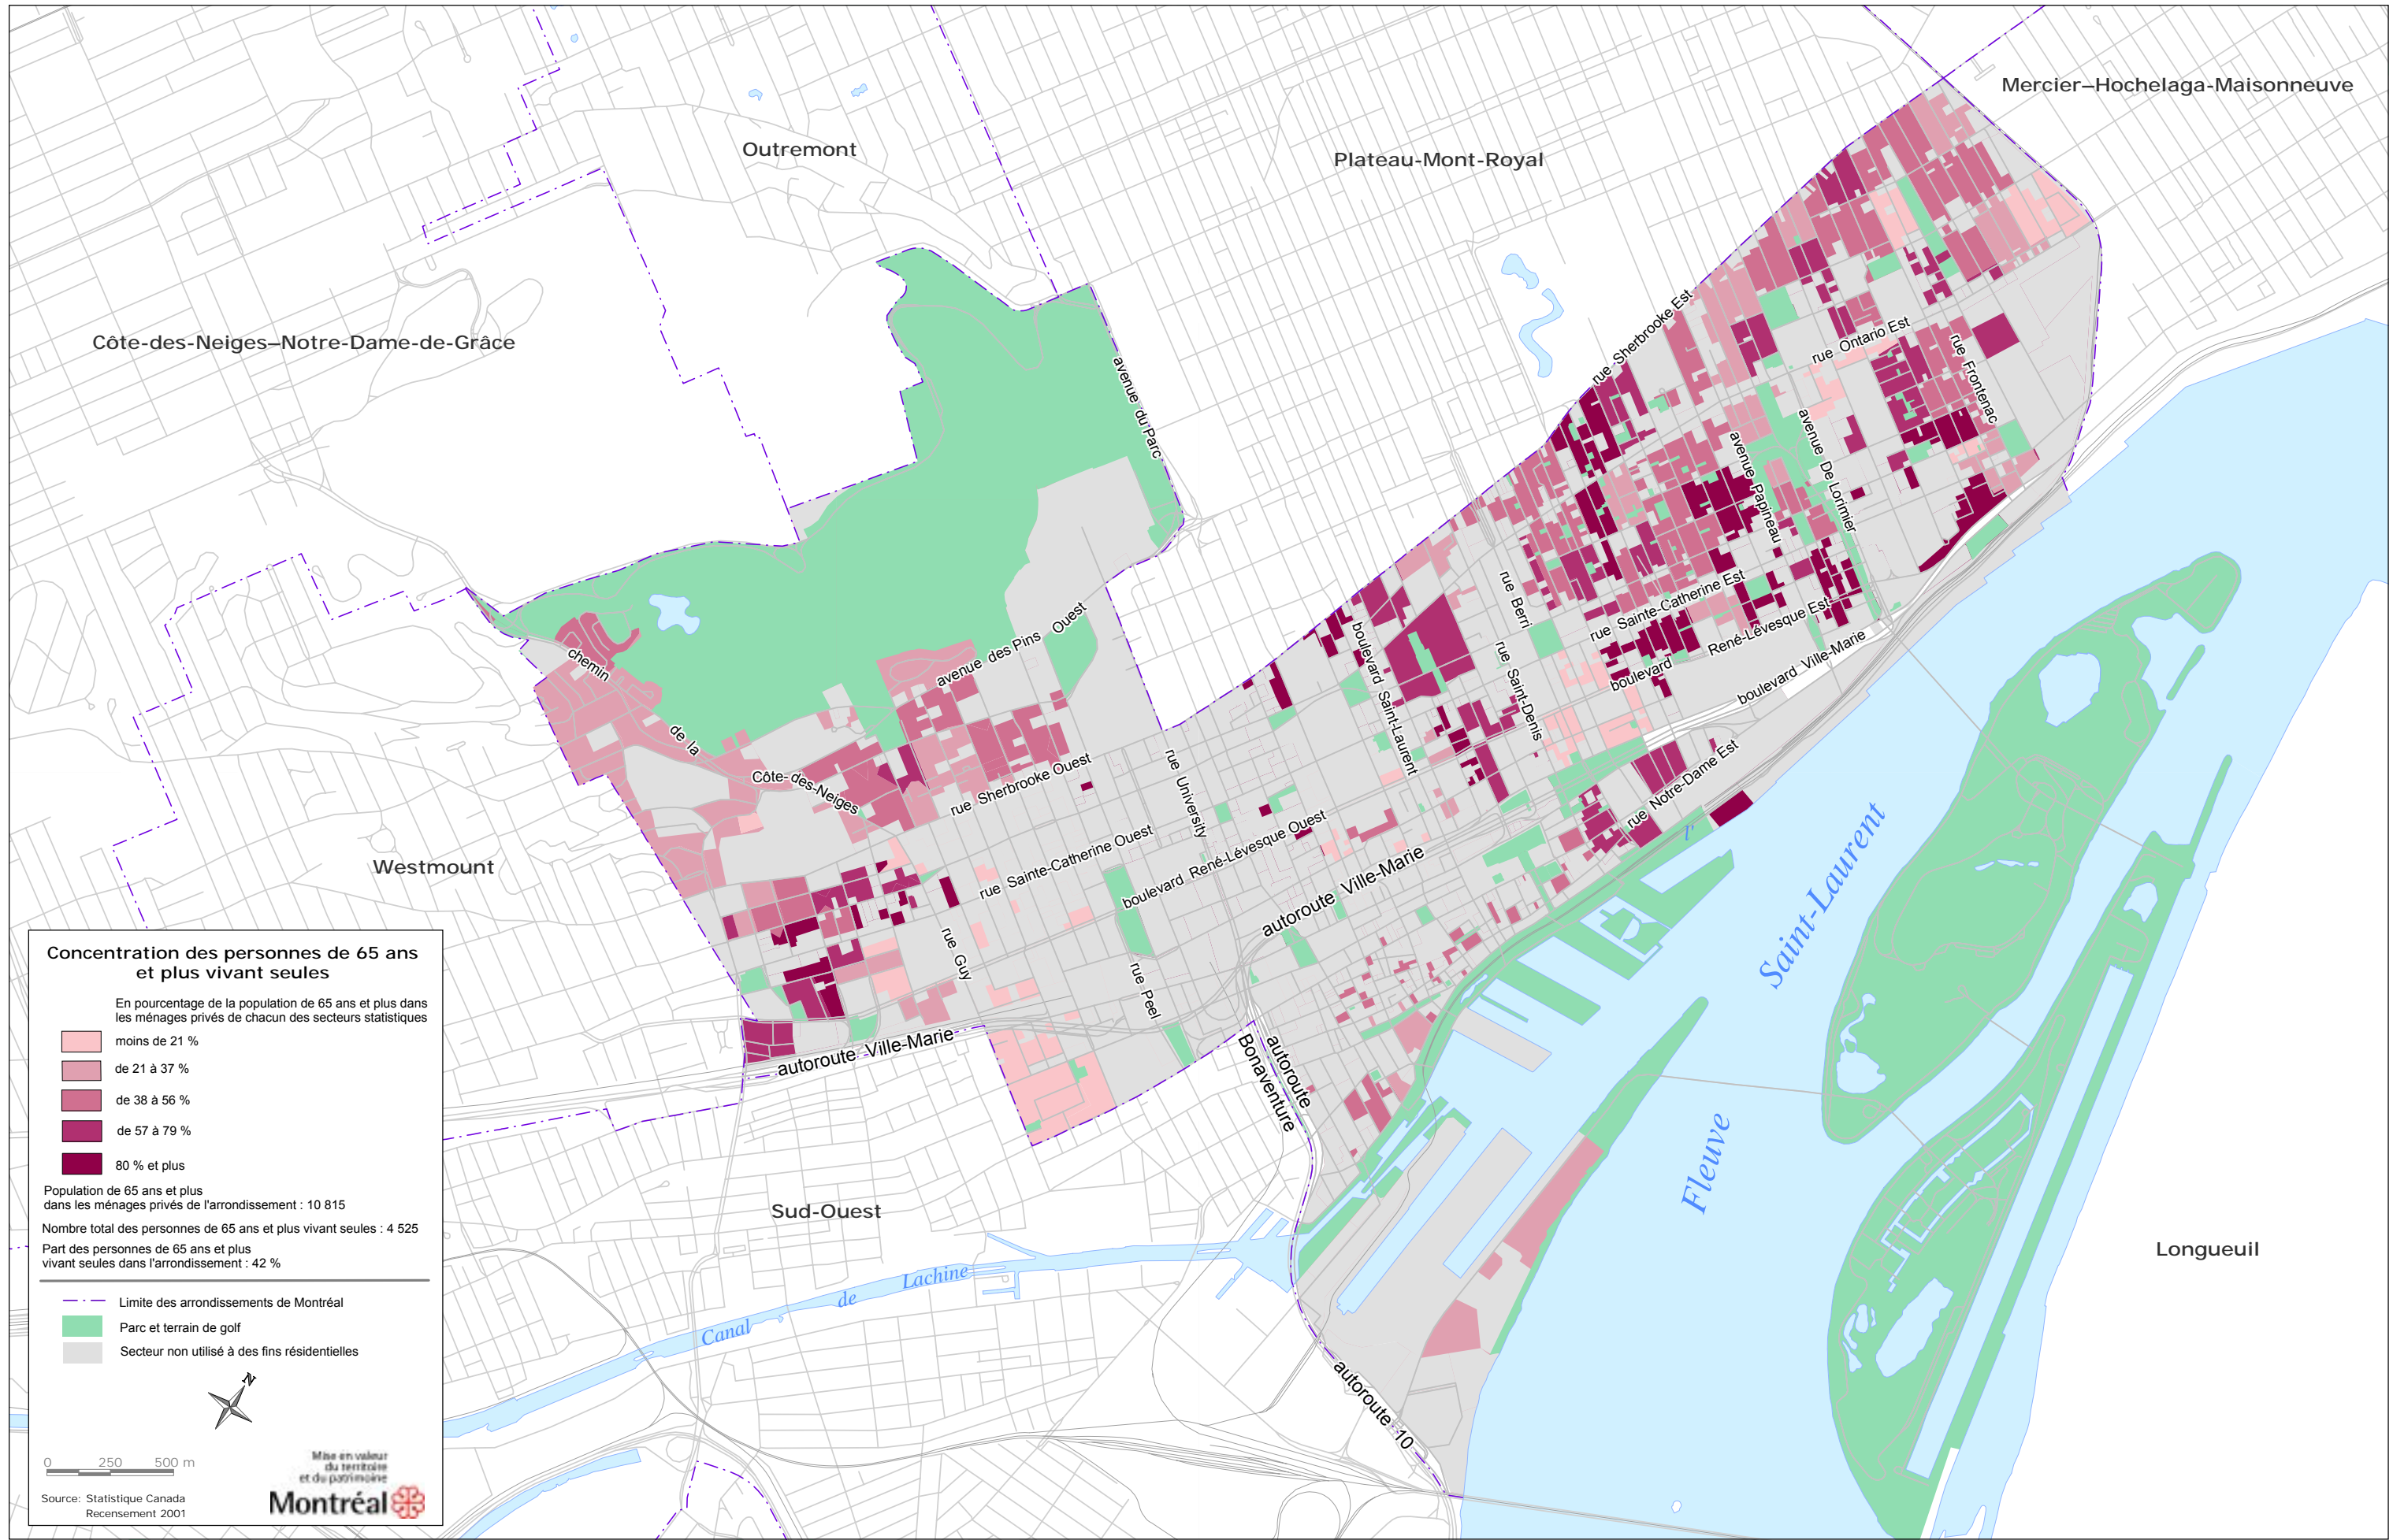 Mercier–Hochelaga-Maisonneuve
Outremont
Plateau-Mont-Royal
Côte-des-Neiges–Notre-Dame-de-Grâce
Westmount
Sud-Ouest
Longueuil
avenue du Parc
rue Sherbrooke Est
rue Ontario Est
rue Frontenac
avenue De Lorimier
avenue Papineau
rue Berri
rue Sainte-Catherine Est
boulevard René-Lévesque Est
boulevard Ville-Marie
rue Saint-Denis
boulevard Saint-Laurent
rue Notre-Dame Est
avenue des Pins Ouest
chemin de la Côte-des-Neiges
rue Sherbrooke Ouest
rue University
rue Sainte-Catherine Ouest
boulevard René-Lévesque Ouest
autoroute Ville-Marie
rue Guy
rue Peel
autoroute Ville-Marie
autoroute Bonaventure
autoroute 10
Canal de Lachine
Fleuve Saint-Laurent
l'
Concentration des personnes de 65 ans
et plus vivant seules
En pourcentage de la population de 65 ans et plus dans
les ménages privés de chacun des secteurs statistiques
moins de 21 %
de 21 à 37 %
de 38 à 56 %
de 57 à 79 %
80 % et plus
Population de 65 ans et plus
dans les ménages privés de l'arrondissement : 10 815
Nombre total des personnes de 65 ans et plus vivant seules : 4 525
Part des personnes de 65 ans et plus
vivant seules dans l'arrondissement : 42 %
Limite des arrondissements de Montréal
Parc et terrain de golf
Secteur non utilisé à des fins résidentielles
N
0 250 500 m
Mise en valeur
du territoire
et du patrimoine
Montréal
Source: Statistique Canada
Recensement 2001